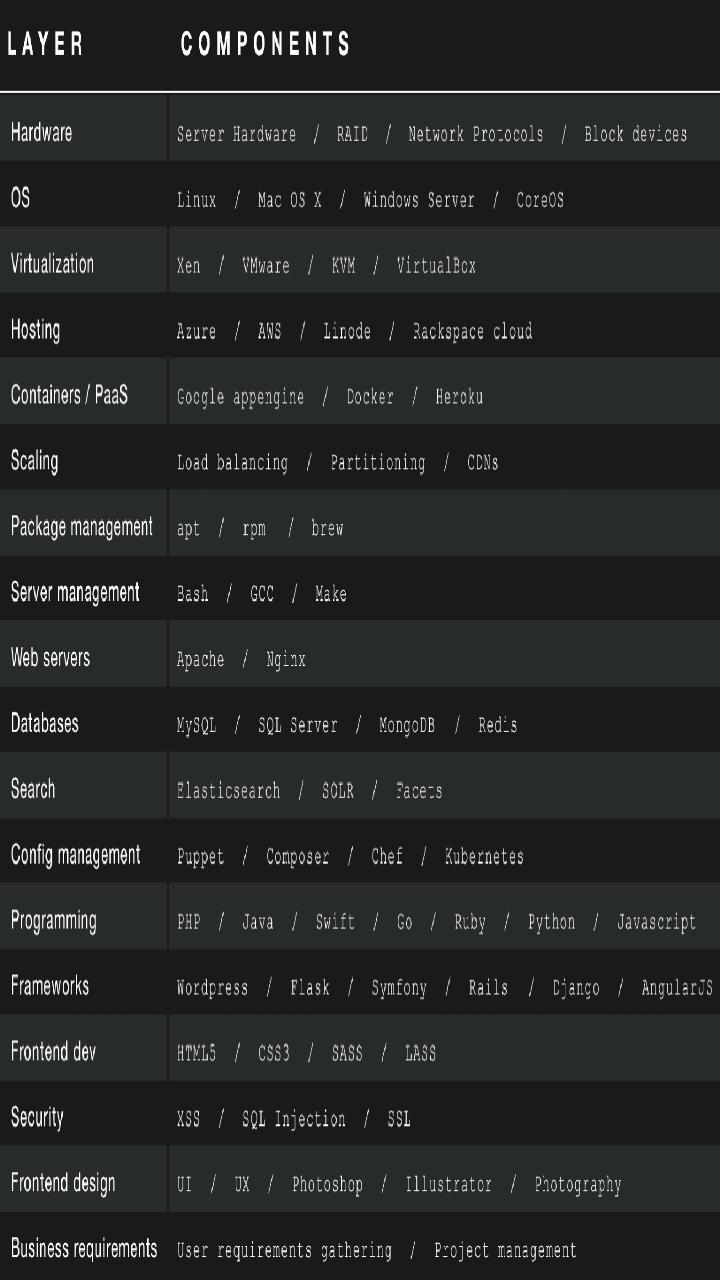 LAYER COMPONENTS
Hardware Server Hardware / RAID / Network Protocols / Block devices
OS Linux / Mac OS X / Windows Server / CoreOS
Virtualization Xen / VMware / KVM / VirtualBox
Hosting Azure / AWS / Linode / Rackspace cloud
Containers / PaaS Google appengine / Docker / Heroku
Scaling Load balancing / Partitioning / CDNs
Package management apt / rpm / brew
Server management Bash / GCC / Make
Web servers Apache / Nginx
Databases MySQL / SQL Server / MongoDB / Redis
Search Elasticsearch / SOLR / Facets
Config management Puppet / Composer / Chef / Kubernetes
Programming PHP / Java / Swift / Go / Ruby / Python / Javascript
Frameworks Wordpress / Flask / Symfony / Rails / Django / AngularJS
Frontend dev HTML5 / CSS3 / SASS / LASS
Security XSS / SQL Injection / SSL
Frontend design UI / UX / Photoshop / Illustrator / Photography
Business requirements User requirements gathering / Project management